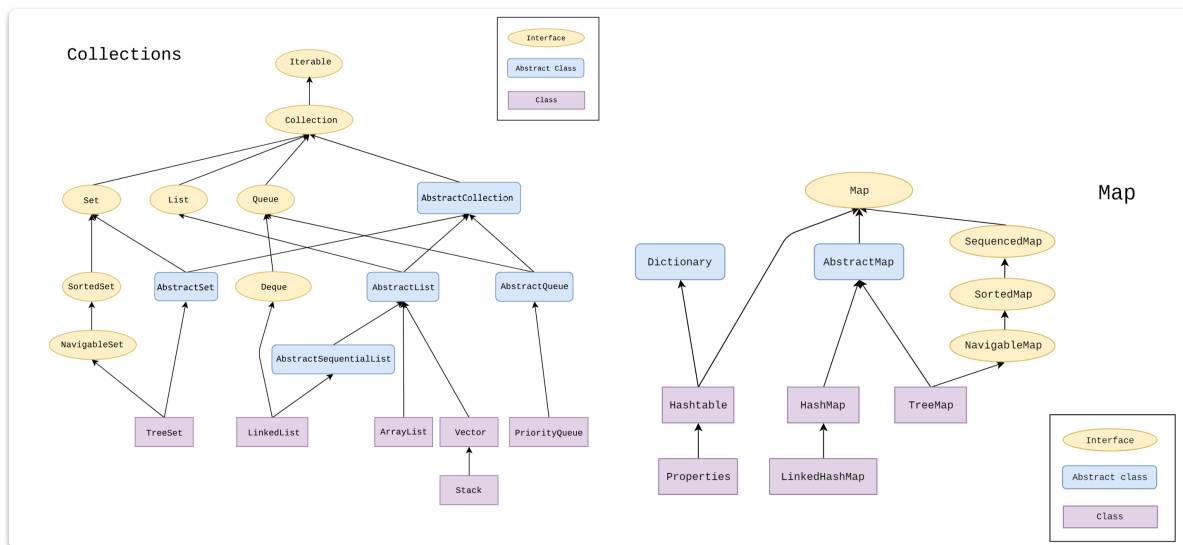 Collections
Interface
Abstract Class
Class
Iterable
Collection
Set
List
Queue
AbstractCollection
SortedSet
AbstractSet
Deque
AbstractList
AbstractQueue
NavigableSet
AbstractSequentialList
TreeSet
LinkedList
ArrayList
Vector
PriorityQueue
Stack
Map
Map
Dictionary
AbstractMap
SequencedMap
SortedMap
NavigableMap
Hashtable
HashMap
TreeMap
Properties
LinkedHashMap
Interface
Abstract class
Class